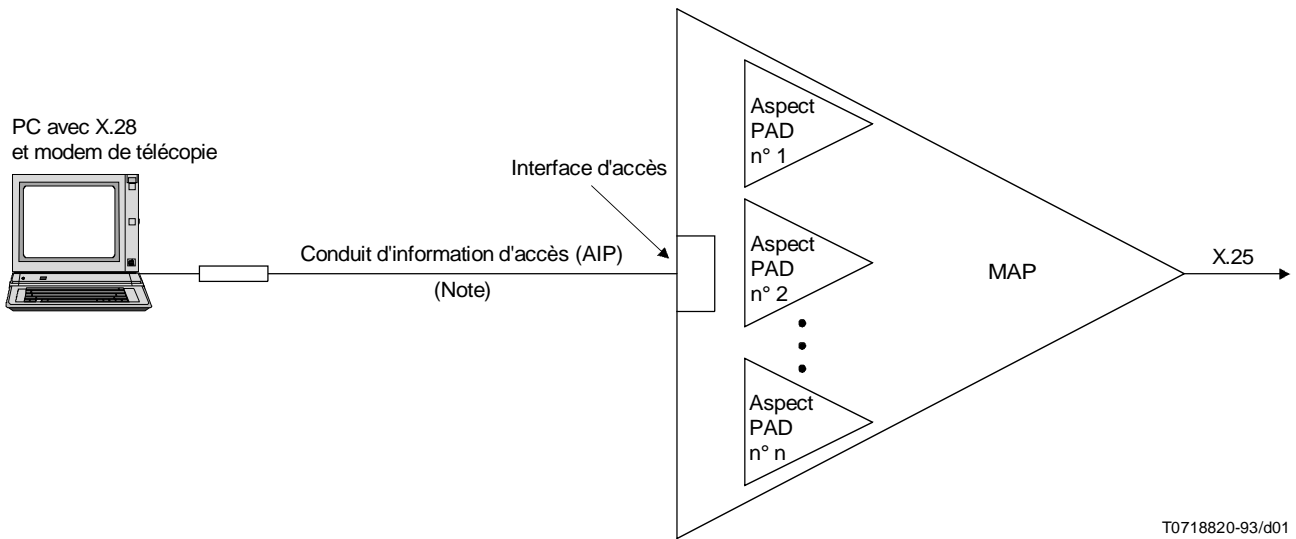 PC avec X.28
et modem de télécopie
Interface d'accès
Conduit d'information d'accès (AIP)
(Note)
Aspect
PAD
n° 1
Aspect
PAD
n° 2
Aspect
PAD
n° n
MAP
X.25
T0718820-93/d01